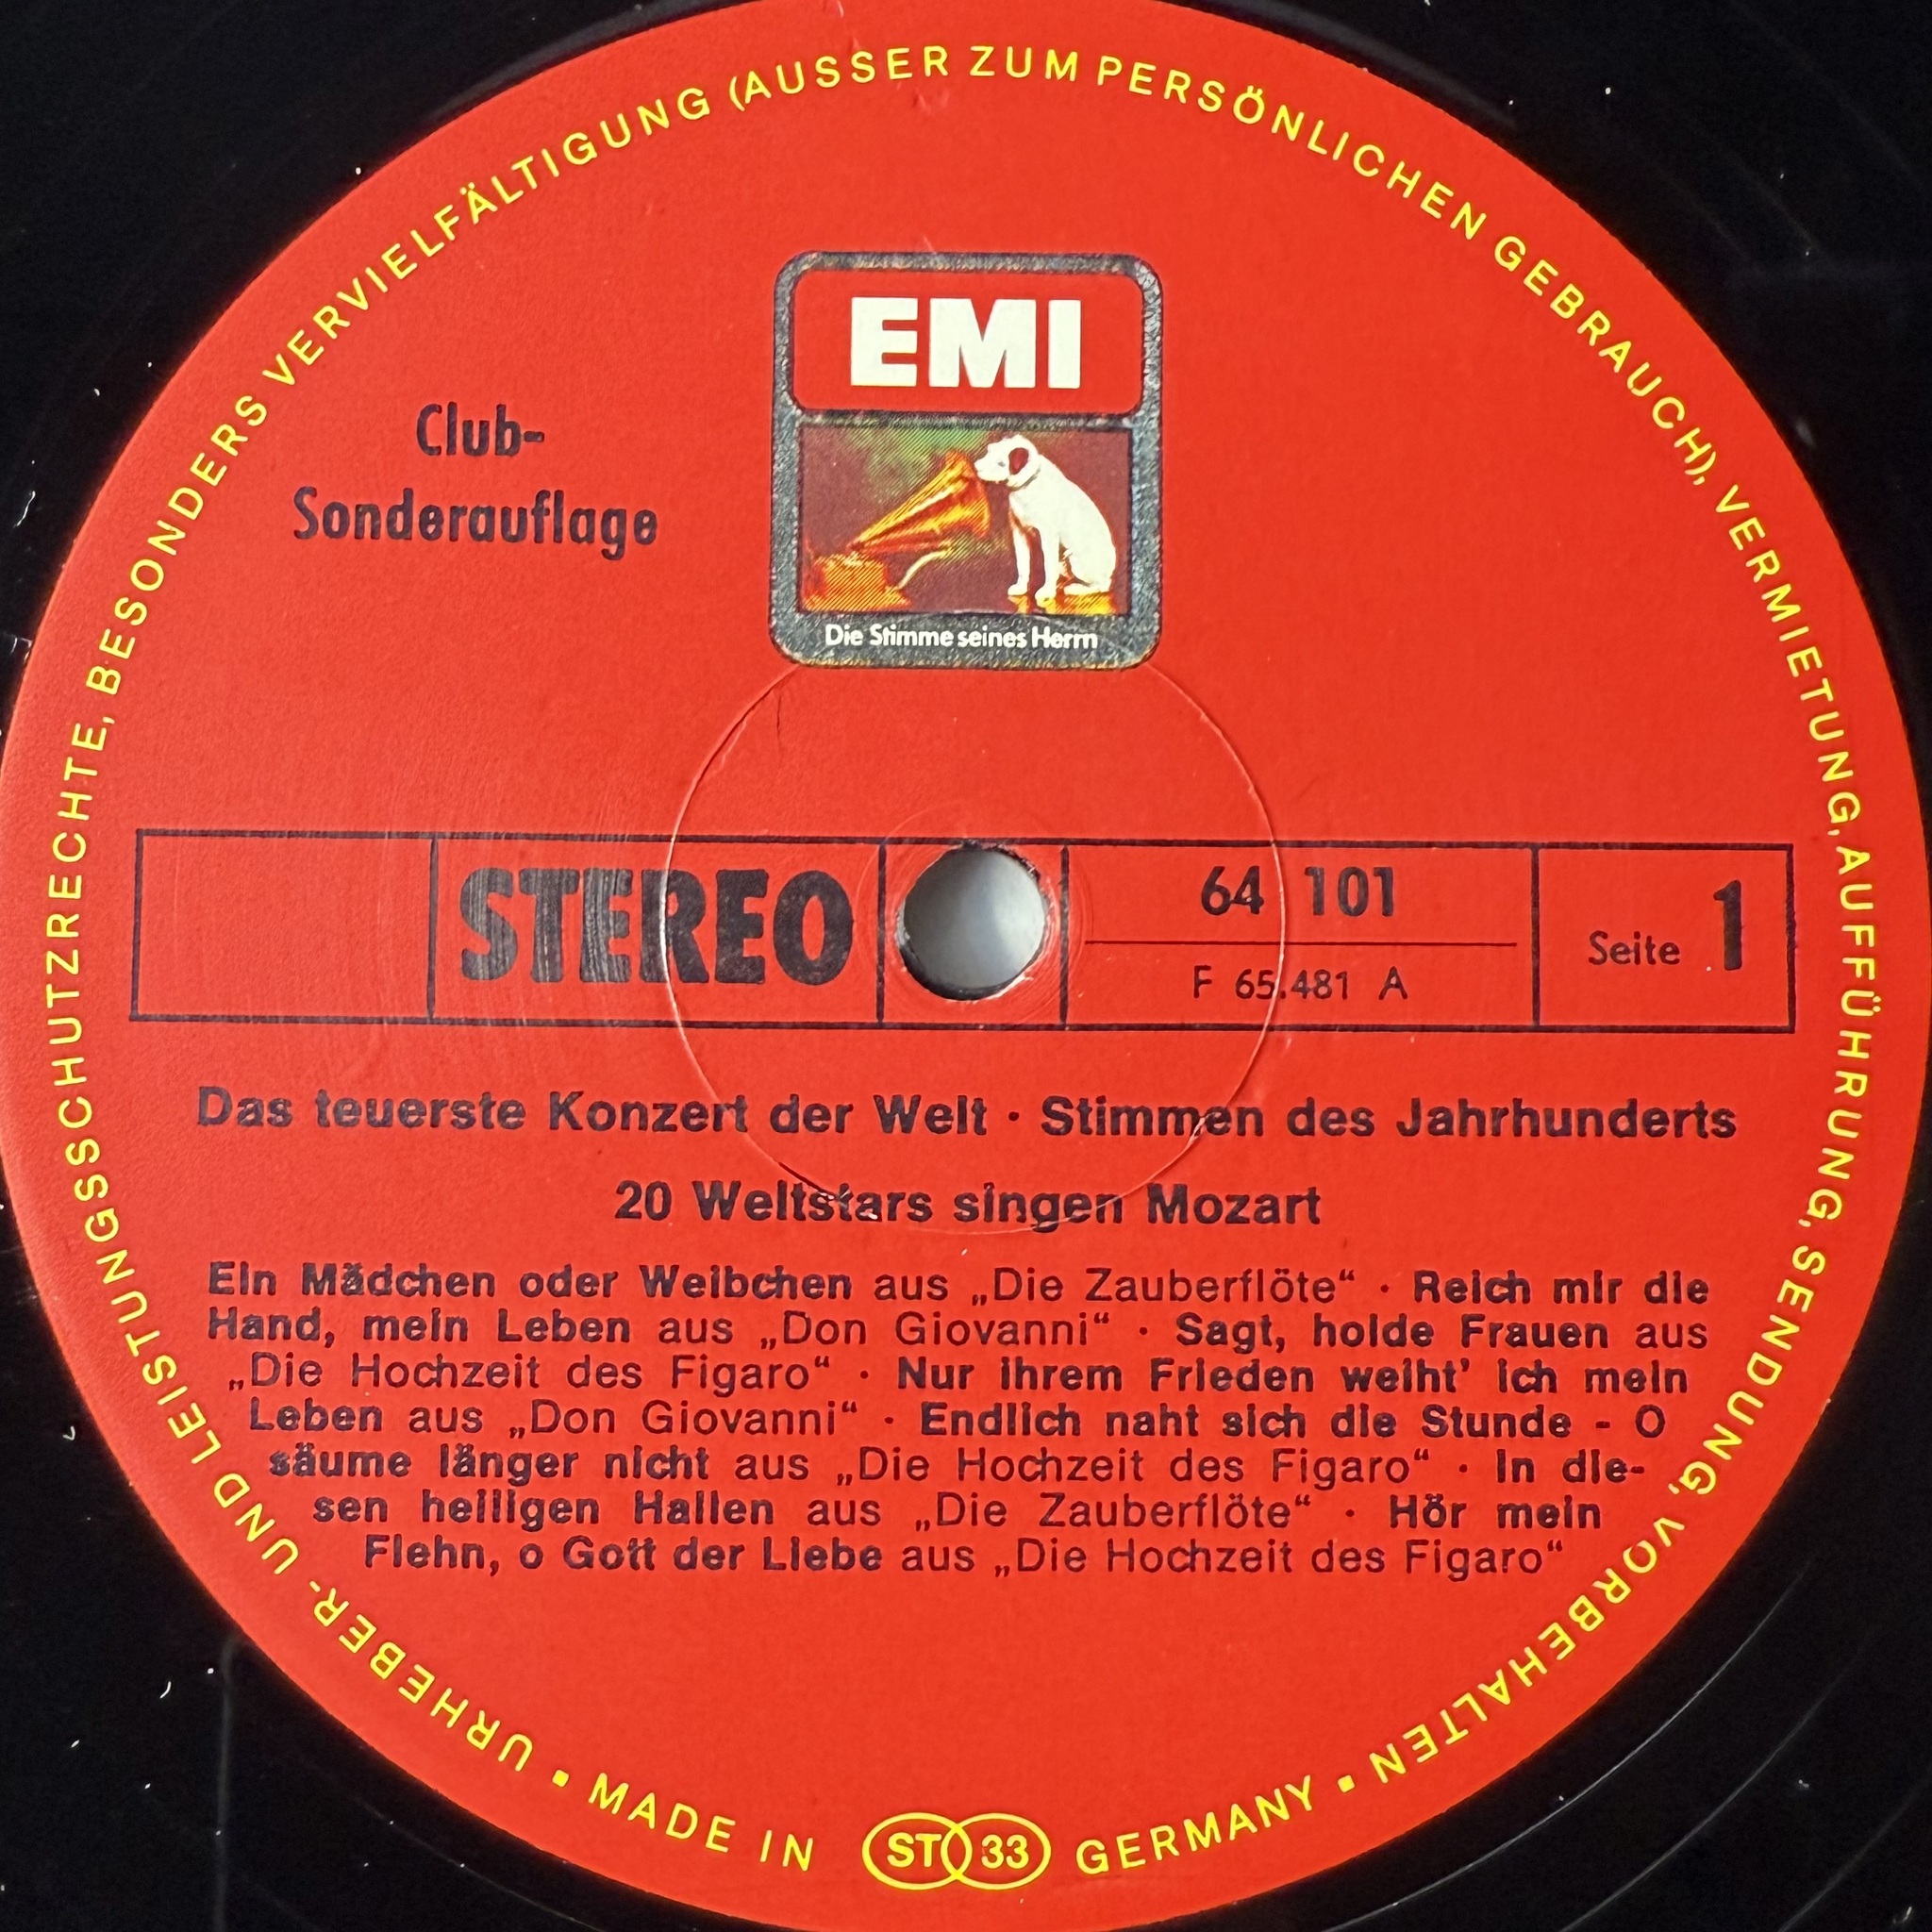 URHEBER- UND LEISTUNGSSCHUTZRECHTE, BESONDERS VERVIELFÄLTIGUNG (AUSSER ZUM PERSÖNLICHEN GEBRAUCH), VERMIETUNG, AUFFÜHRUNG, SENDUNG, VORBEHALTEN
EMI
Club-
Sonderauflage
Die Stimme seines Herrn
STEREO
64 101
F 65.481 A
Seite 1
Das teuerste Konzert der Welt · Stimmen des Jahrhunderts
20 Weltstars singen Mozart
Ein Mädchen oder Weibchen aus „Die Zauberflöte“ · Reich mir die
Hand, mein Leben aus „Don Giovanni“ · Sagt, holde Frauen aus
„Die Hochzeit des Figaro“ · Nur ihrem Frieden weiht’ ich mein
Leben aus „Don Giovanni“ · Endlich naht sich die Stunde - O
säume länger nicht aus „Die Hochzeit des Figaro“ · In die-
sen heiligen Hallen aus „Die Zauberflöte“ · Hör mein
Flehn, o Gott der Liebe aus „Die Hochzeit des Figaro“
▪ MADE IN ST 33 GERMANY ▪